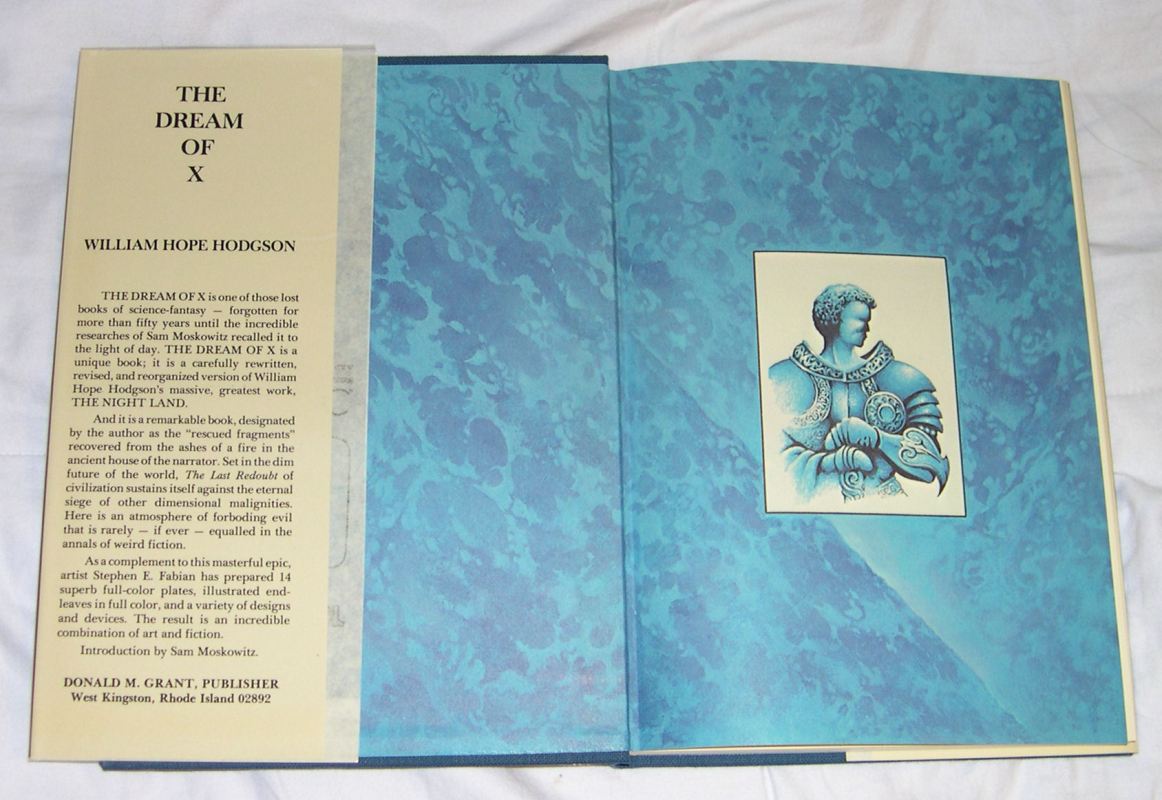 THE
DREAM
OF
X
WILLIAM HOPE HODGSON
THE DREAM OF X is one of those lost
books of science-fantasy — forgotten for
more than fifty years until the incredible
researches of Sam Moskowitz recalled it to
the light of day. THE DREAM OF X is a
unique book; it is a carefully rewritten,
revised, and reorganized version of William
Hope Hodgson's massive, greatest work,
THE NIGHT LAND.
And it is a remarkable book, designated
by the author as the "rescued fragments"
recovered from the ashes of a fire in the
ancient house of the narrator. Set in the dim
future of the world, The Last Redoubt of
civilization sustains itself against the eternal
siege of other dimensional malignities.
Here is an atmosphere of forboding evil
that is rarely — if ever — equalled in the
annals of weird fiction.
As a complement to this masterful epic,
artist Stephen E. Fabian has prepared 14
superb full-color plates, illustrated end-
leaves in full color, and a variety of designs
and devices. The result is an incredible
combination of art and fiction.
Introduction by Sam Moskowitz.
DONALD M. GRANT, PUBLISHER
West Kingston, Rhode Island 02892